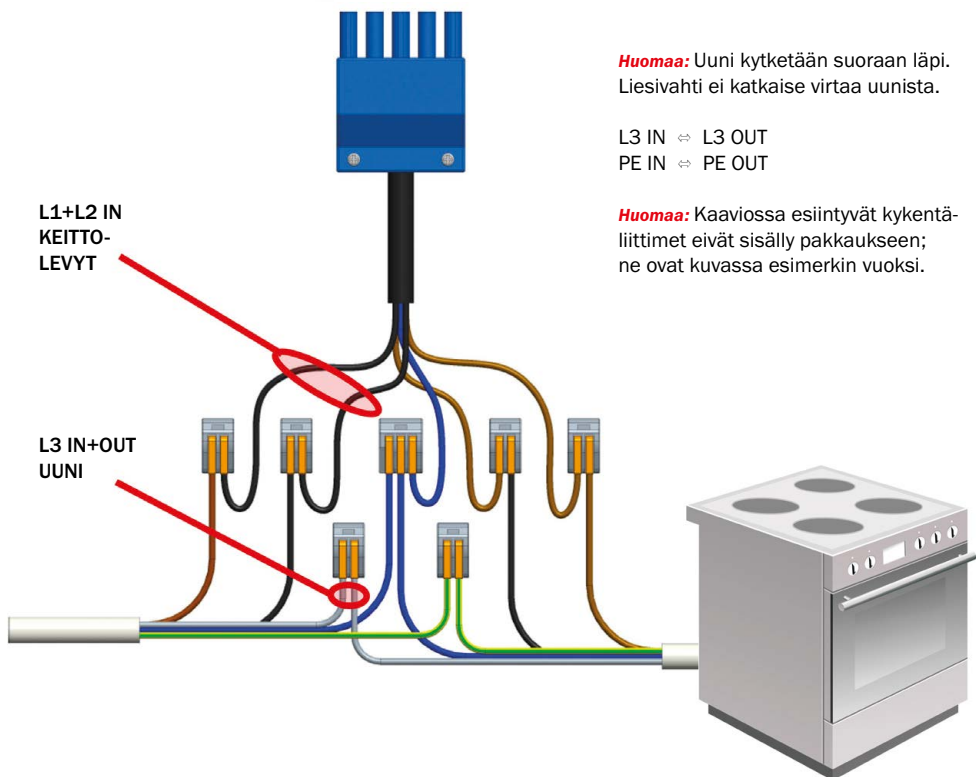 Huomaa: Uuni kytketään suoraan läpi.
Liesivahti ei katkaise virtaa uunista.
L3 IN ⇔ L3 OUT
PE IN ⇔ PE OUT
Huomaa: Kaaviossa esiintyvät kykentä-
liittimet eivät sisälly pakkaukseen;
ne ovat kuvassa esimerkin vuoksi.
L1+L2 IN
KEITTO-
LEVYT
L3 IN+OUT
UUNI